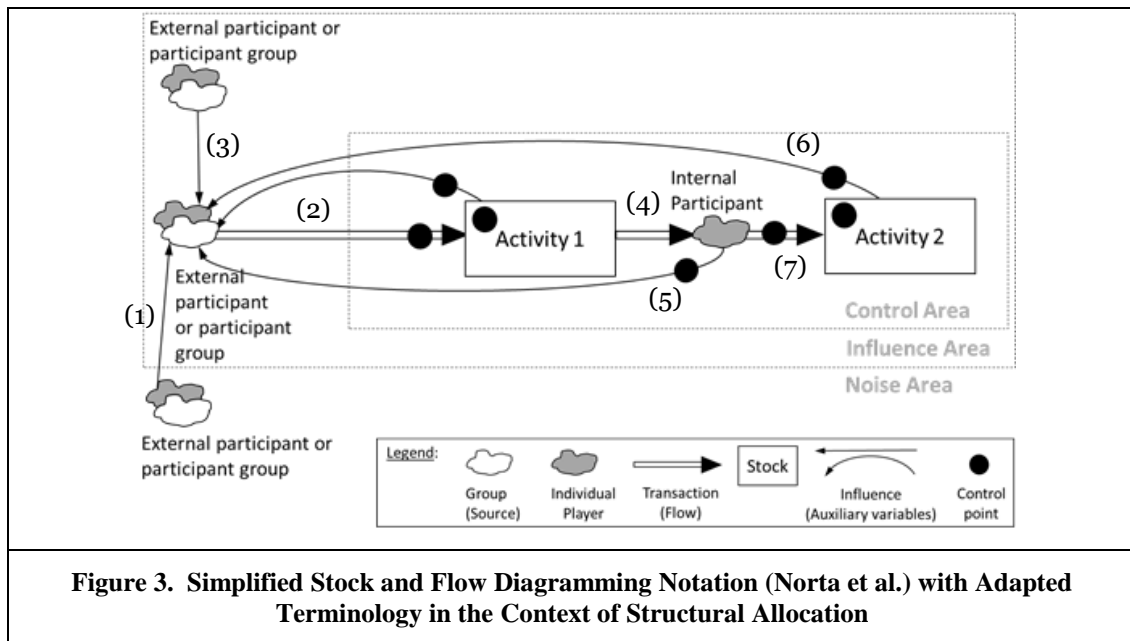 External participant or
participant group
(3)
(6)
Internal
Participant
(2)
(4)
Activity 1
Activity 2
(7)
(5)
External
participant
or participant
group
(1)
Control Area
Influence Area
Noise Area
External participant or
participant group
Legend:
Group
(Source)
Individual
Player
Transaction
(Flow)
Stock
Influence
(Auxiliary variables)
Control
point
Figure 3. Simplified Stock and Flow Diagramming Notation (Norta et al.) with Adapted
Terminology in the Context of Structural Allocation